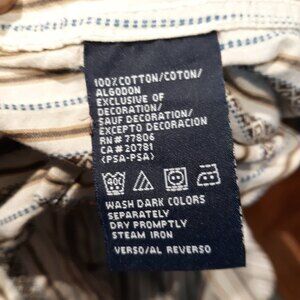 100%COTTON/COTON/
ALGODON
EXCLUSIVE OF
DECORATION/
SAUF DECORATION/
EXCEPTO DECORACION
RN# 77806
CA# 20781
(PSA-PSA)
40C
WASH DARK COLORS
SEPARATELY
DRY PROMPTLY
STEAM IRON
VERSO/AL REVERSO